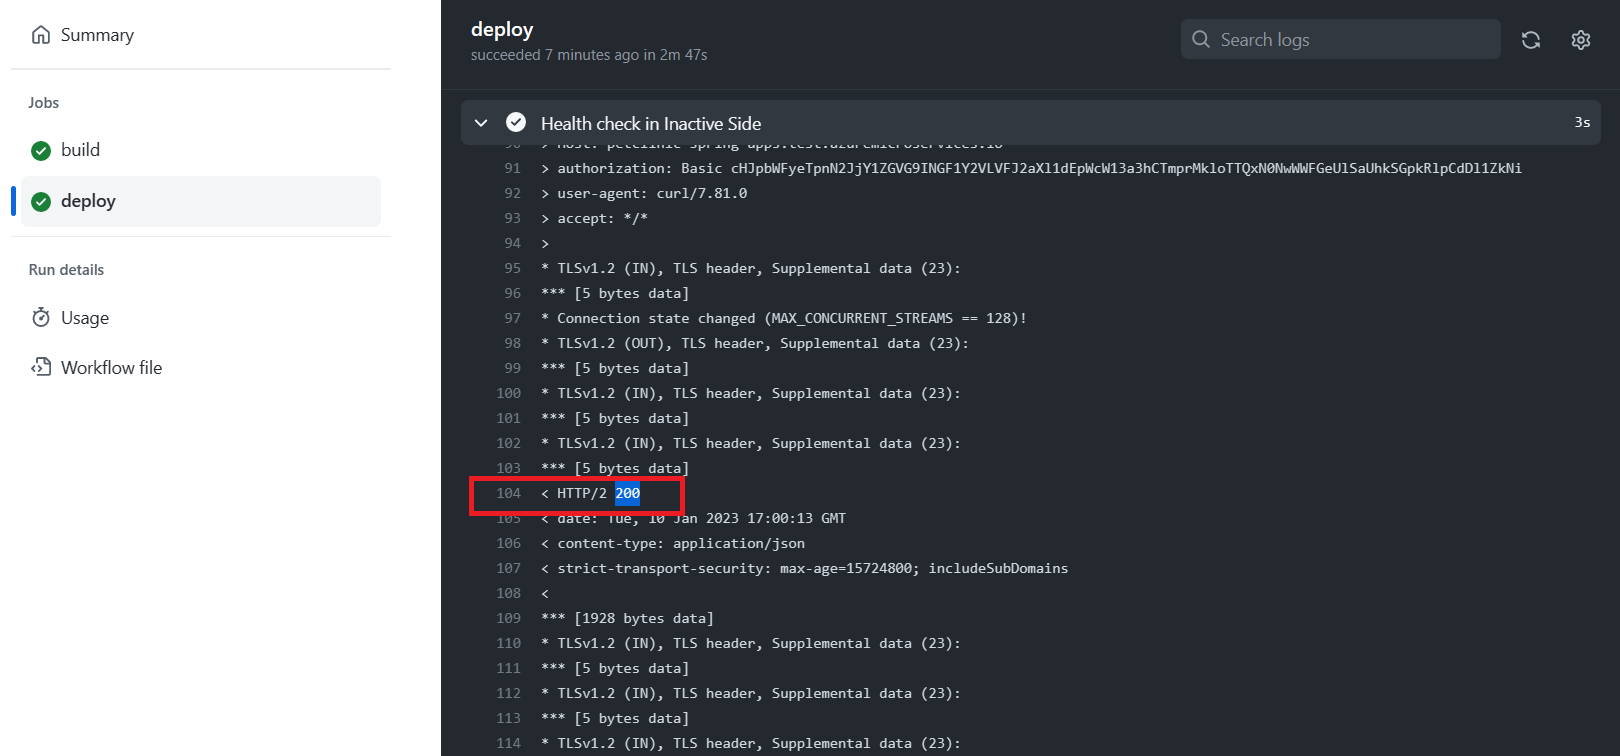 Summary
Jobs
build
deploy
Run details
Usage
Workflow file
deploy
succeeded 7 minutes ago in 2m 47s
Search logs
Health check in Inactive Side
3s
91 > authorization: Basic cHJpbWFyeTpnN2JjY1ZGVG9INGF1Y2VLVFJ2aXl1dEpWcW13a3hCTmprMkloTTQxN0NwWWFGeUlSaUhkSGpkRlpCdDl1ZkNi
92 > user-agent: curl/7.81.0
93 > accept: */*
94 >
95 * TLSv1.2 (IN), TLS header, Supplemental data (23):
96 *** [5 bytes data]
97 * Connection state changed (MAX_CONCURRENT_STREAMS == 128)!
98 * TLSv1.2 (OUT), TLS header, Supplemental data (23):
99 *** [5 bytes data]
100 * TLSv1.2 (IN), TLS header, Supplemental data (23):
101 *** [5 bytes data]
102 * TLSv1.2 (IN), TLS header, Supplemental data (23):
103 *** [5 bytes data]
104 < HTTP/2 200
105 < date: Tue, 10 Jan 2023 17:00:13 GMT
106 < content-type: application/json
107 < strict-transport-security: max-age=15724800; includeSubDomains
108 <
109 *** [1928 bytes data]
110 * TLSv1.2 (IN), TLS header, Supplemental data (23):
111 *** [5 bytes data]
112 * TLSv1.2 (IN), TLS header, Supplemental data (23):
113 *** [5 bytes data]
114 * TLSv1.2 (IN), TLS header, Supplemental data (23):